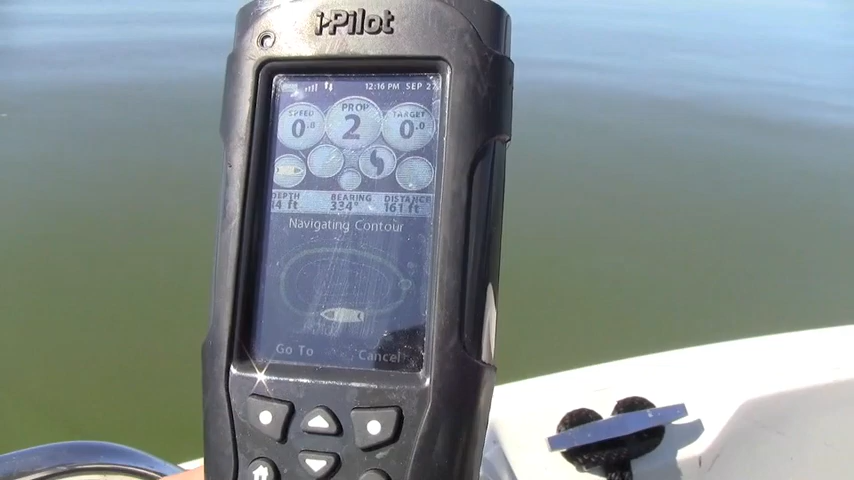 i-Pilot
12:16 PM SEP 27
SPEED PROP TARGET
0.0 2 0.0
DEPTH BEARING DISTANCE
14 ft 334° 161 ft
Navigating Contour
Go To Cancel